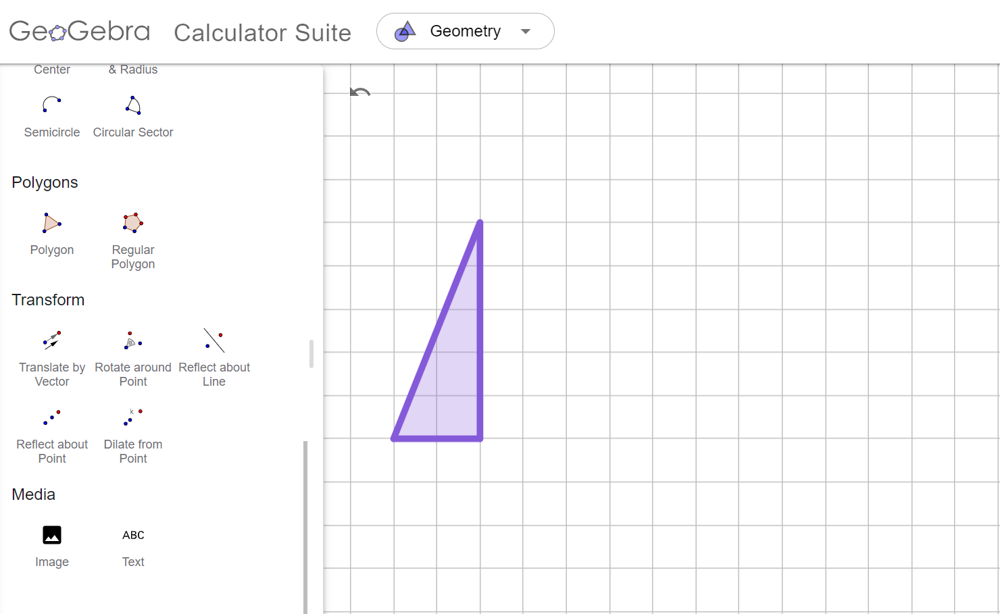 GeoGebra Calculator Suite Geometry
Center & Radius
Semicircle Circular Sector
Polygons
Polygon Regular
Polygon
Transform
Translate by Rotate around Reflect about
Vector Point Line
k
Reflect about Dilate from
Point Point
Media
ABC
Image Text